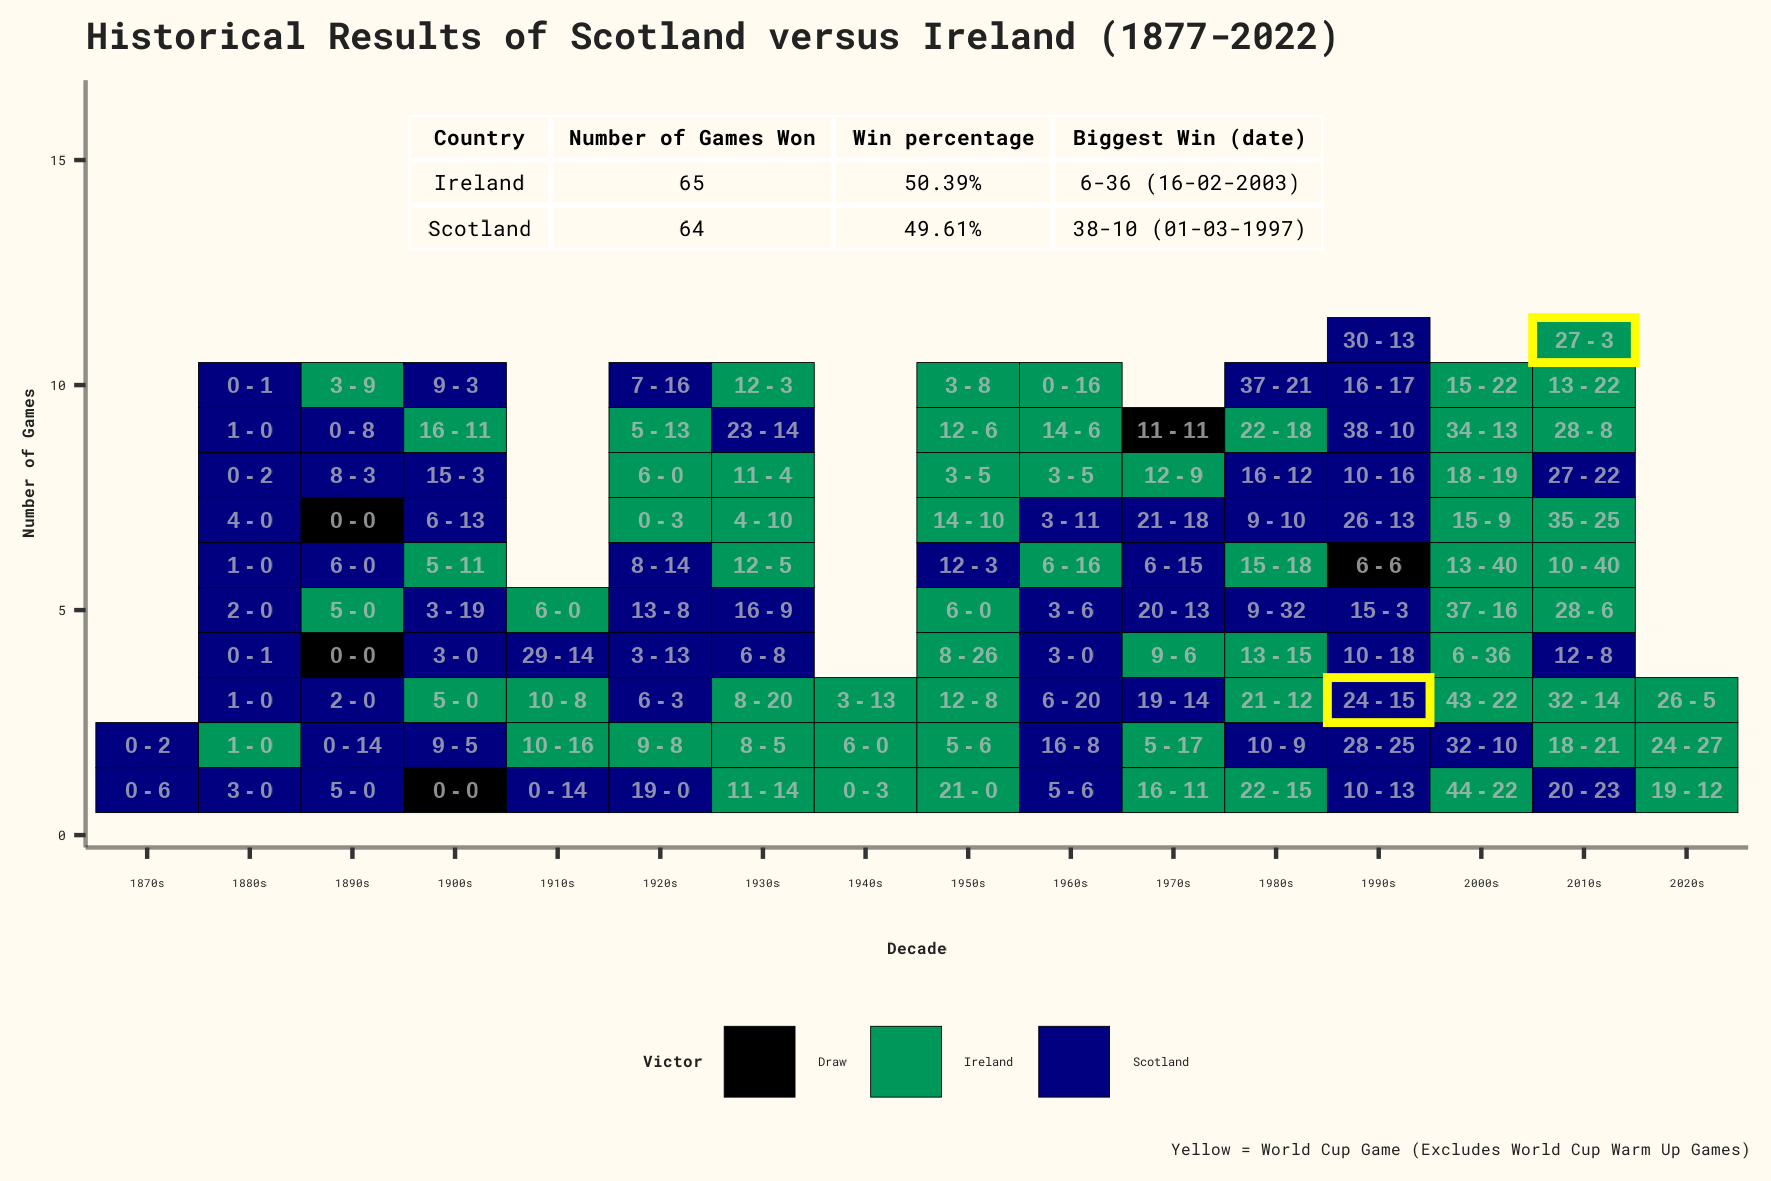 Historical Results of Scotland versus Ireland (1877-2022)
Country Number of Games Won Win percentage Biggest Win (date)
Ireland 65 50.39% 6-36 (16-02-2003)
Scotland 64 49.61% 38-10 (01-03-1997)
Number of Games
15
30 - 13 27 - 3
10 0 - 1 3 - 9 9 - 3 7 - 16 12 - 3 3 - 8 0 - 16 37 - 21 16 - 17 15 - 22 13 - 22
1 - 0 0 - 8 16 - 11 5 - 13 23 - 14 12 - 6 14 - 6 11 - 11 22 - 18 38 - 10 34 - 13 28 - 8
0 - 2 8 - 3 15 - 3 6 - 0 11 - 4 3 - 5 3 - 5 12 - 9 16 - 12 10 - 16 18 - 19 27 - 22
4 - 0 0 - 0 6 - 13 0 - 3 4 - 10 14 - 10 3 - 11 21 - 18 9 - 10 26 - 13 15 - 9 35 - 25
1 - 0 6 - 0 5 - 11 8 - 14 12 - 5 12 - 3 6 - 16 6 - 15 15 - 18 6 - 6 13 - 40 10 - 40
5 2 - 0 5 - 0 3 - 19 6 - 0 13 - 8 16 - 9 6 - 0 3 - 6 20 - 13 9 - 32 15 - 3 37 - 16 28 - 6
0 - 1 0 - 0 3 - 0 29 - 14 3 - 13 6 - 8 8 - 26 3 - 0 9 - 6 13 - 15 10 - 18 6 - 36 12 - 8
1 - 0 2 - 0 5 - 0 10 - 8 6 - 3 8 - 20 3 - 13 12 - 8 6 - 20 19 - 14 21 - 12 24 - 15 43 - 22 32 - 14 26 - 5
0 - 2 1 - 0 0 - 14 9 - 5 10 - 16 9 - 8 8 - 5 6 - 0 5 - 6 16 - 8 5 - 17 10 - 9 28 - 25 32 - 10 18 - 21 24 - 27
0 - 6 3 - 0 5 - 0 0 - 0 0 - 14 19 - 0 11 - 14 0 - 3 21 - 0 5 - 6 16 - 11 22 - 15 10 - 13 44 - 22 20 - 23 19 - 12
0
1870s 1880s 1890s 1900s 1910s 1920s 1930s 1940s 1950s 1960s 1970s 1980s 1990s 2000s 2010s 2020s
Decade
Victor Draw Ireland Scotland
Yellow = World Cup Game (Excludes World Cup Warm Up Games)